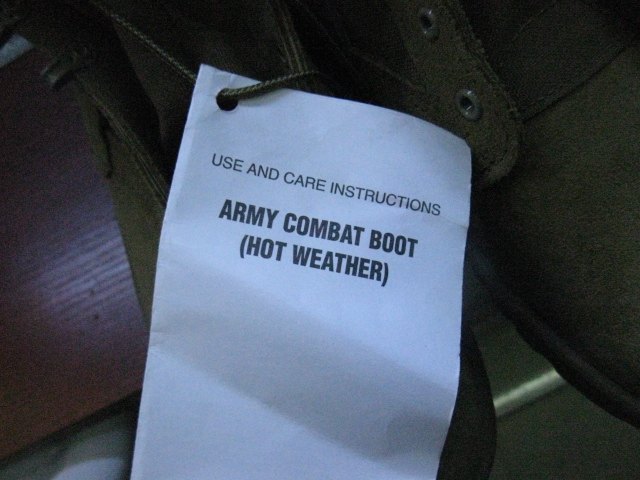 USE AND CARE INSTRUCTIONS
ARMY COMBAT BOOT
(HOT WEATHER)